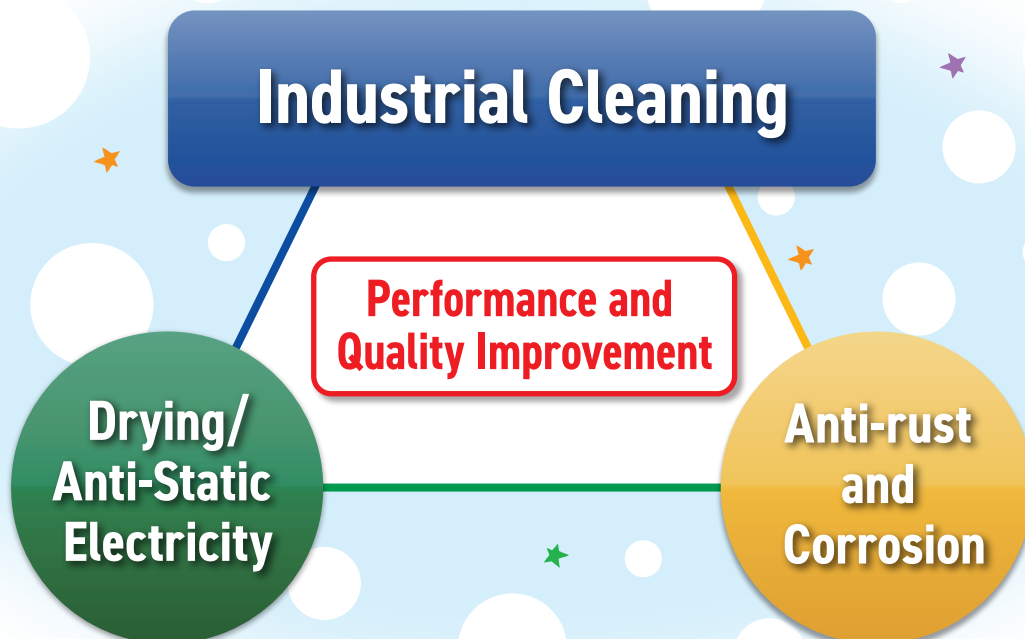 Industrial Cleaning
Performance and
Quality Improvement
Drying/
Anti-Static
Electricity
Anti-rust
and
Corrosion